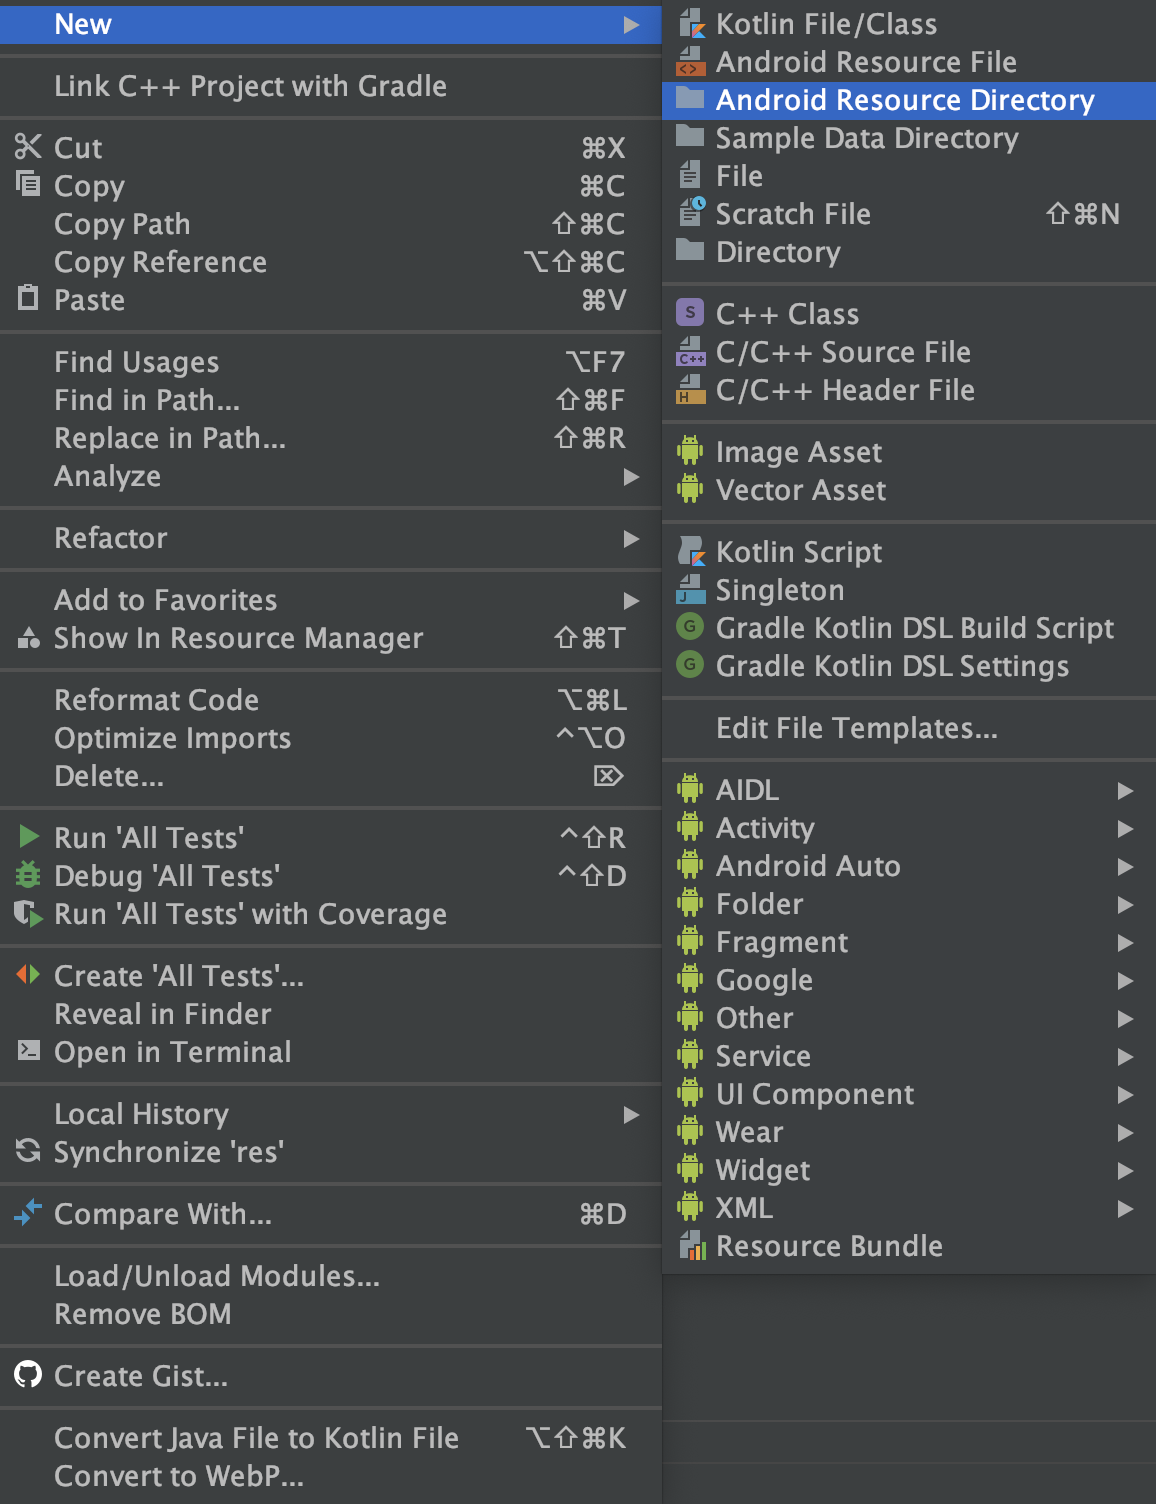 New
Link C++ Project with Gradle
Cut ⌘X
Copy ⌘C
Copy Path ⇧⌘C
Copy Reference ⌥⇧⌘C
Paste ⌘V
Find Usages ⌥F7
Find in Path... ⇧⌘F
Replace in Path... ⇧⌘R
Analyze
Refactor
Add to Favorites
Show In Resource Manager ⇧⌘T
Reformat Code ⌥⌘L
Optimize Imports ^⌥O
Delete... ⌦
Run 'All Tests' ^⇧R
Debug 'All Tests' ^⇧D
Run 'All Tests' with Coverage
Create 'All Tests'...
Reveal in Finder
Open in Terminal
Local History
Synchronize 'res'
Compare With... ⌘D
Load/Unload Modules...
Remove BOM
Create Gist...
Convert Java File to Kotlin File ⌥⇧⌘K
Convert to WebP...
Kotlin File/Class
Android Resource File
Android Resource Directory
Sample Data Directory
File
Scratch File ⇧⌘N
Directory
S C++ Class
C++ C/C++ Source File
H C/C++ Header File
Image Asset
Vector Asset
Kotlin Script
J Singleton
G Gradle Kotlin DSL Build Script
G Gradle Kotlin DSL Settings
Edit File Templates...
AIDL
Activity
Android Auto
Folder
Fragment
Google
Other
Service
UI Component
Wear
Widget
XML
Resource Bundle